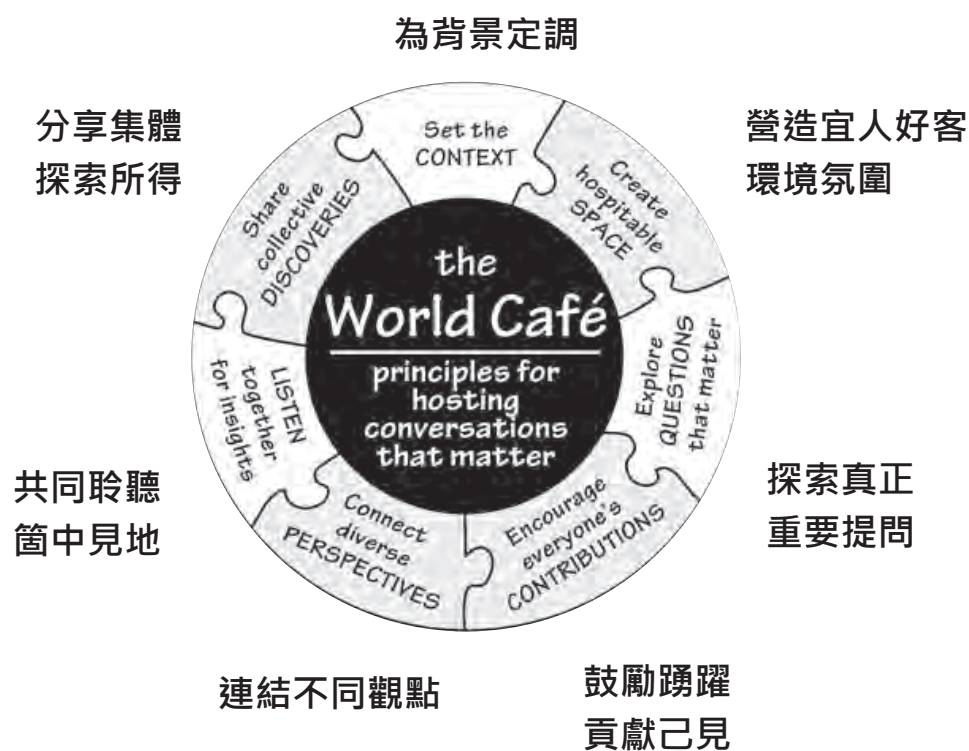 為背景定調
分享集體
探索所得
營造宜人好客
環境氛圍
Set the
CONTEXT
Create
hospitable
SPACE
Explore
QUESTIONS
that matter
Encourage
everyone's
CONTRIBUTIONS
Connect
diverse
PERSPECTIVES
LISTEN
together
for insights
Share
collective
DISCOVERIES
the
World Café
principles for
hosting
conversations
that matter
共同聆聽
箇中見地
探索真正
重要提問
連結不同觀點
鼓勵踴躍
貢獻己見